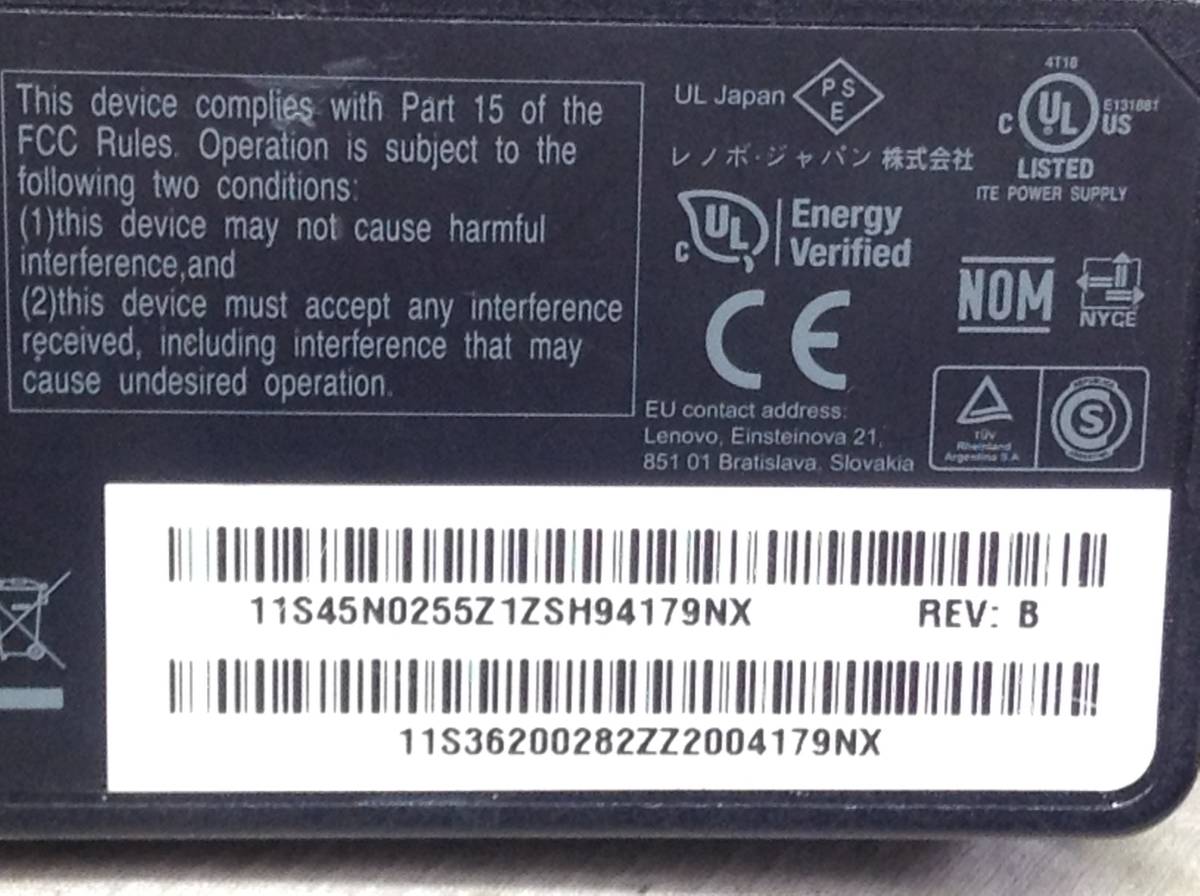 This device complies with Part 15 of the
FCC Rules. Operation is subject to the
following two conditions:
(1)this device may not cause harmful
interference,and
(2)this device must accept any interference
received, including interference that may
cause undesired operation.
UL Japan
P S
E
レノボ・ジャパン 株式会社
C UL
Energy
Verified
CE
EU contact address:
Lenovo, Einsteinova 21,
851 01 Bratislava, Slovakia
4T18
C UL US
E131881
LISTED
ITE POWER SUPPLY
NOM
NYCE
TÜV
Rheinland
Argentina S.A
S
11S45N0255Z1ZSH94179NX
REV: B
11S36200282ZZ2004179NX